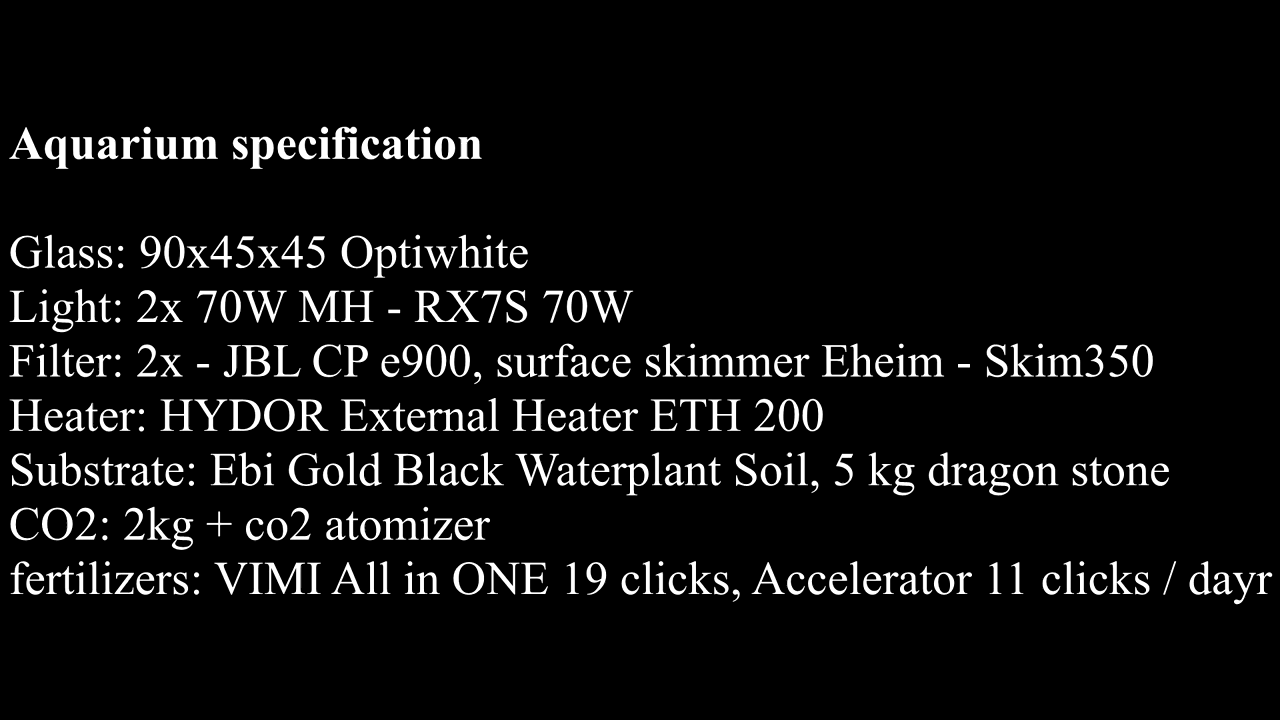 Aquarium specification
Glass: 90x45x45 Optiwhite
Light: 2x 70W MH - RX7S 70W
Filter: 2x - JBL CP e900, surface skimmer Eheim - Skim350
Heater: HYDOR External Heater ETH 200
Substrate: Ebi Gold Black Waterplant Soil, 5 kg dragon stone
CO2: 2kg + co2 atomizer
fertilizers: VIMI All in ONE 19 clicks, Accelerator 11 clicks / dayr